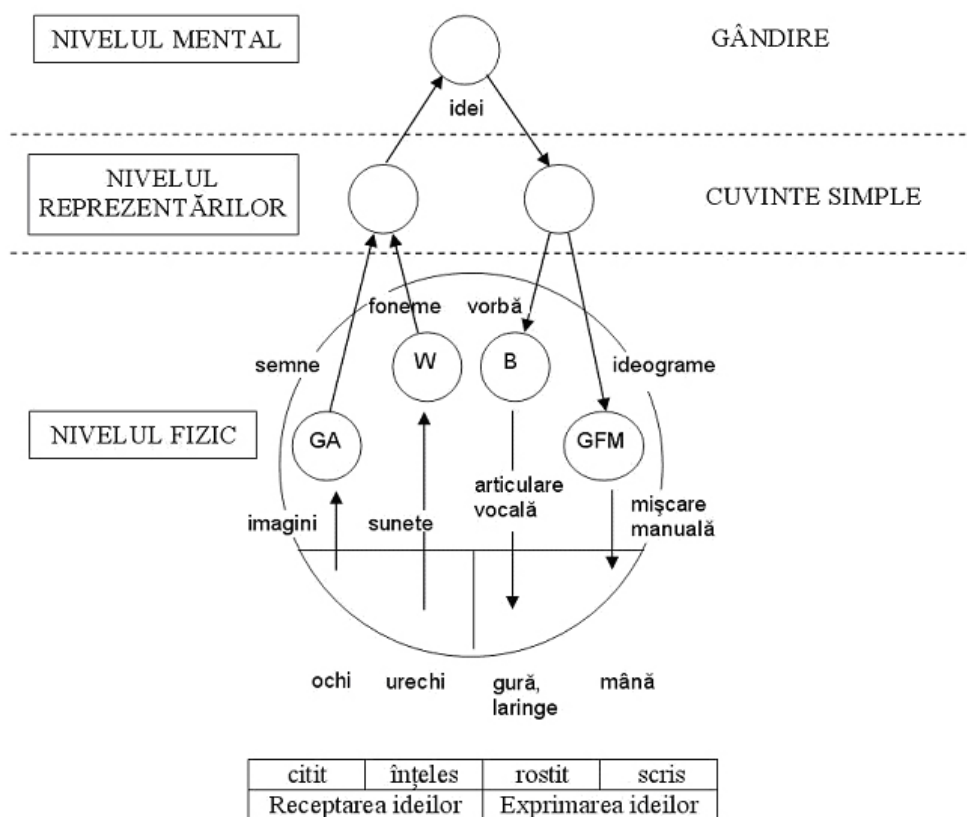 NIVELUL MENTAL
GÂNDIRE
idei
NIVELUL
REPREZENTĂRILOR
CUVINTE SIMPLE
foneme
vorbă
semne
W
B
ideograme
NIVELUL FIZIC
GA
GFM
articulare
vocală
imagini
sunete
mişcare
manuală
ochi
urechi
gură,
laringe
mână
citit
înțeles
rostit
scris
Receptarea ideilor
Exprimarea ideilor